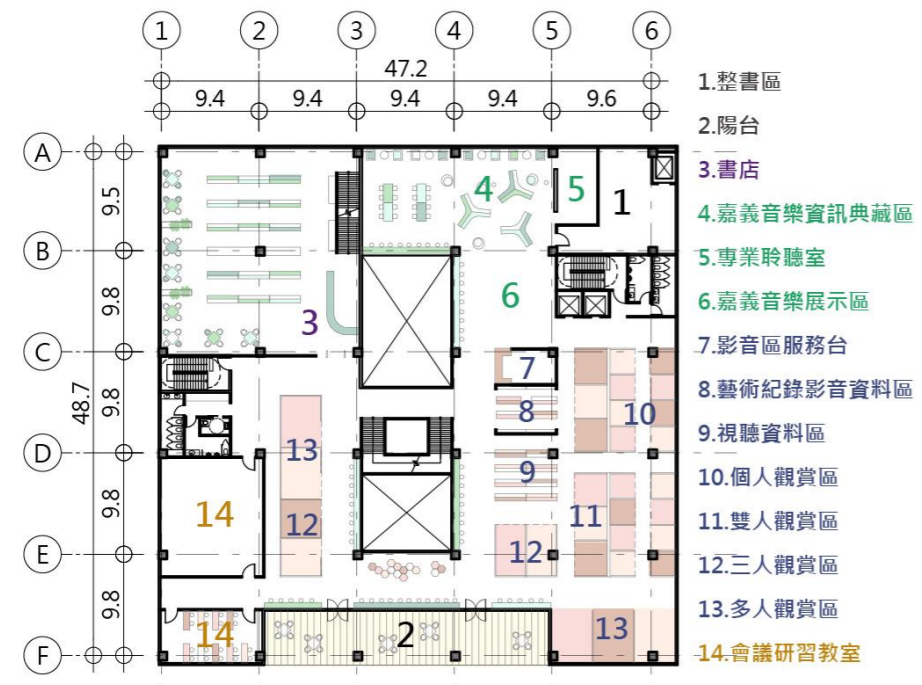 1 2 3 4 5 6
47.2
9.4 9.4 9.4 9.4 9.6
A
B
C
D
E
F
9.5
9.8
9.8
9.8
9.8
48.7
3
4
5
1
6
7
8
9
10
11
12
13
13
12
14
14
2
1.整書區
2.陽台
3.書店
4.嘉義音樂資訊典藏區
5.專業聆聽室
6.嘉義音樂展示區
7.影音區服務台
8.藝術紀錄影音資料區
9.視聽資料區
10.個人觀賞區
11.雙人觀賞區
12.三人觀賞區
13.多人觀賞區
14.會議研習教室